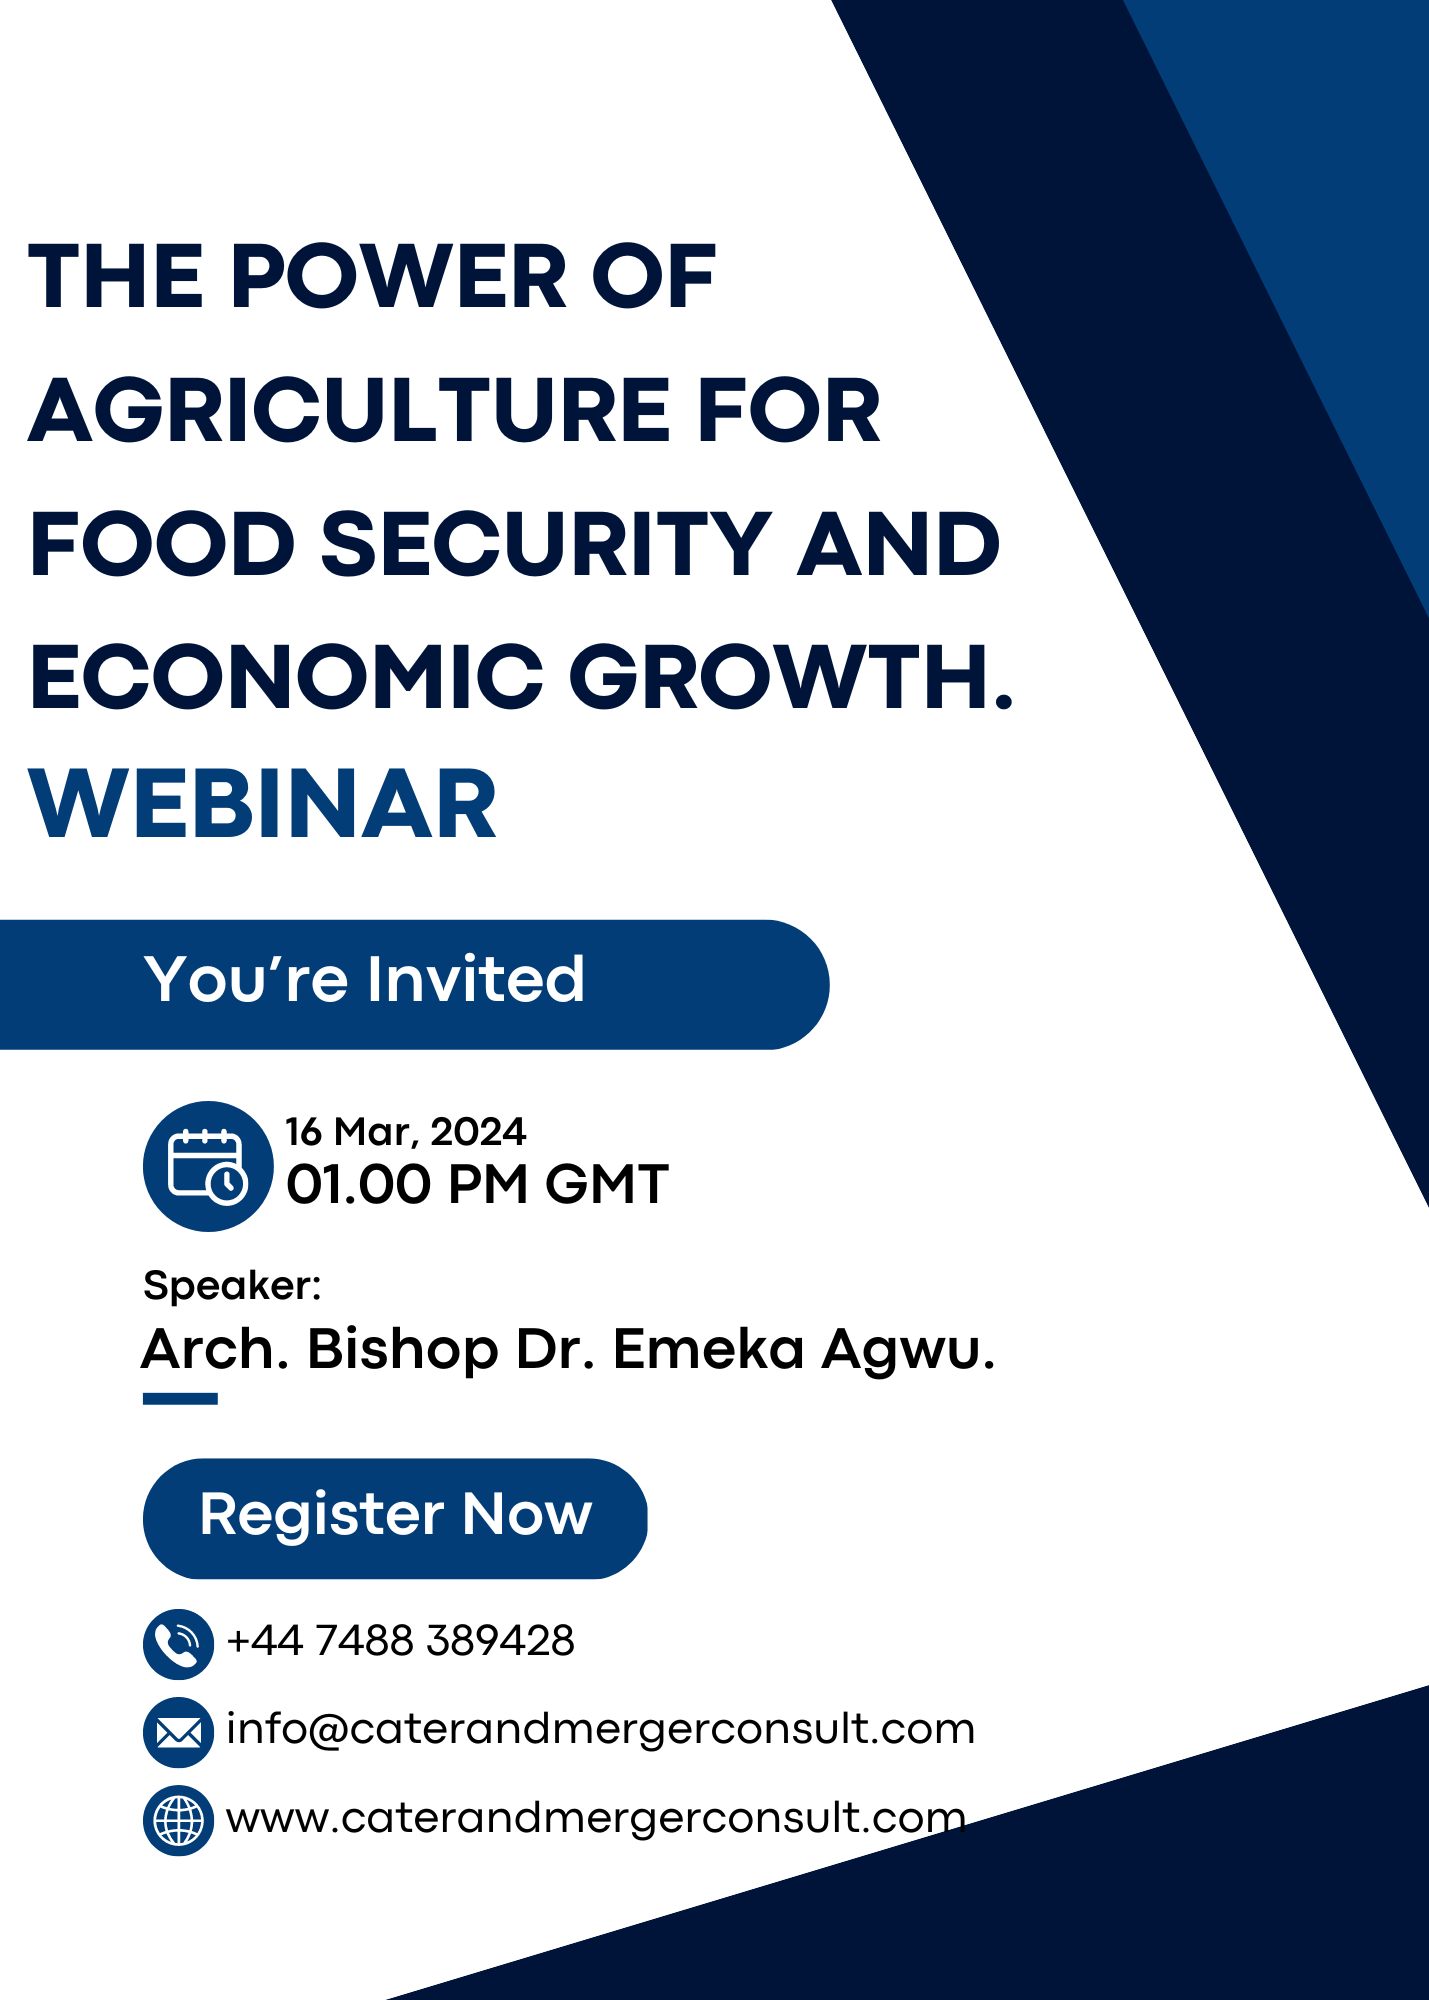 THE POWER OF
AGRICULTURE FOR
FOOD SECURITY AND
ECONOMIC GROWTH.
WEBINAR
You’re Invited
16 Mar, 2024
01.00 PM GMT
Speaker:
Arch. Bishop Dr. Emeka Agwu.
Register Now
+44 7488 389428
info@caterandmergerconsult.com
www.caterandmergerconsult.com